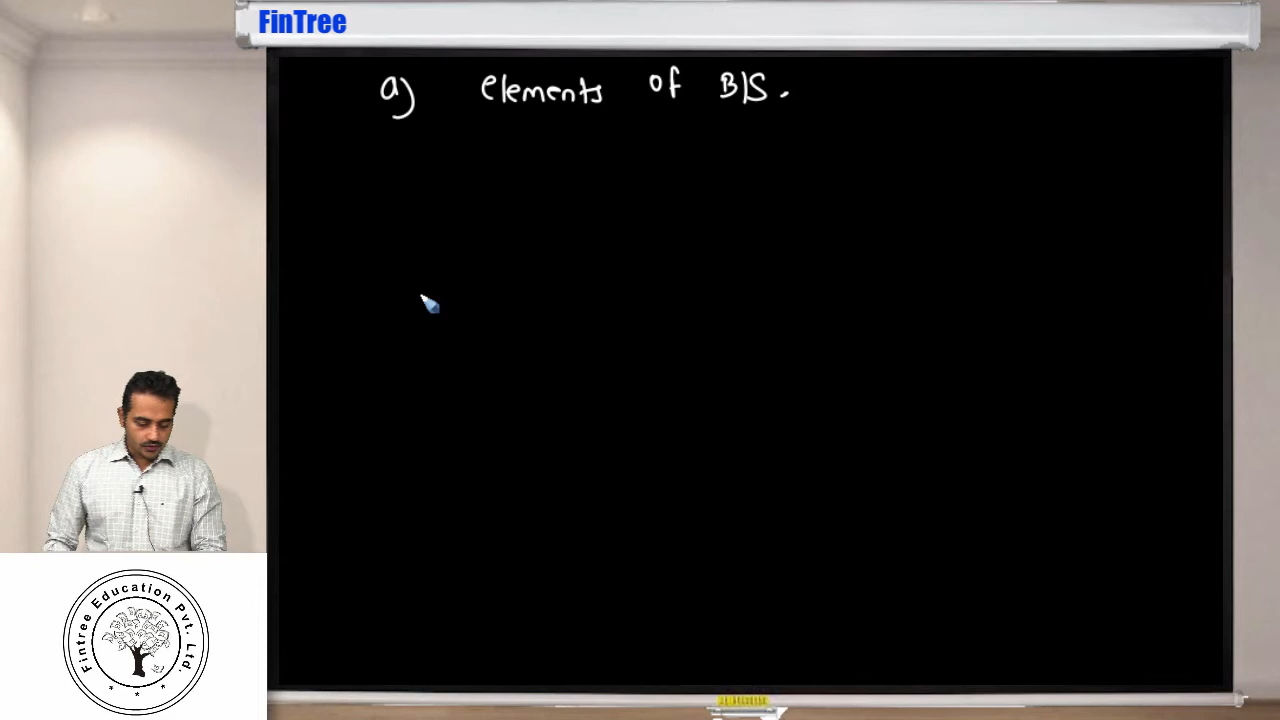 FinTree
a) elements of B/S.
Fintree Education Pvt. Ltd.
* * *